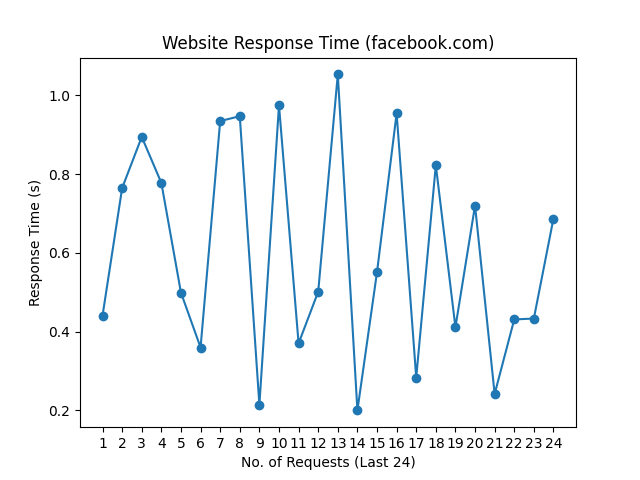 Website Response Time (facebook.com)
Response Time (s)
1.0
0.8
0.6
0.4
0.2
1 2 3 4 5 6 7 8 9 10 11 12 13 14 15 16 17 18 19 20 21 22 23 24
No. of Requests (Last 24)